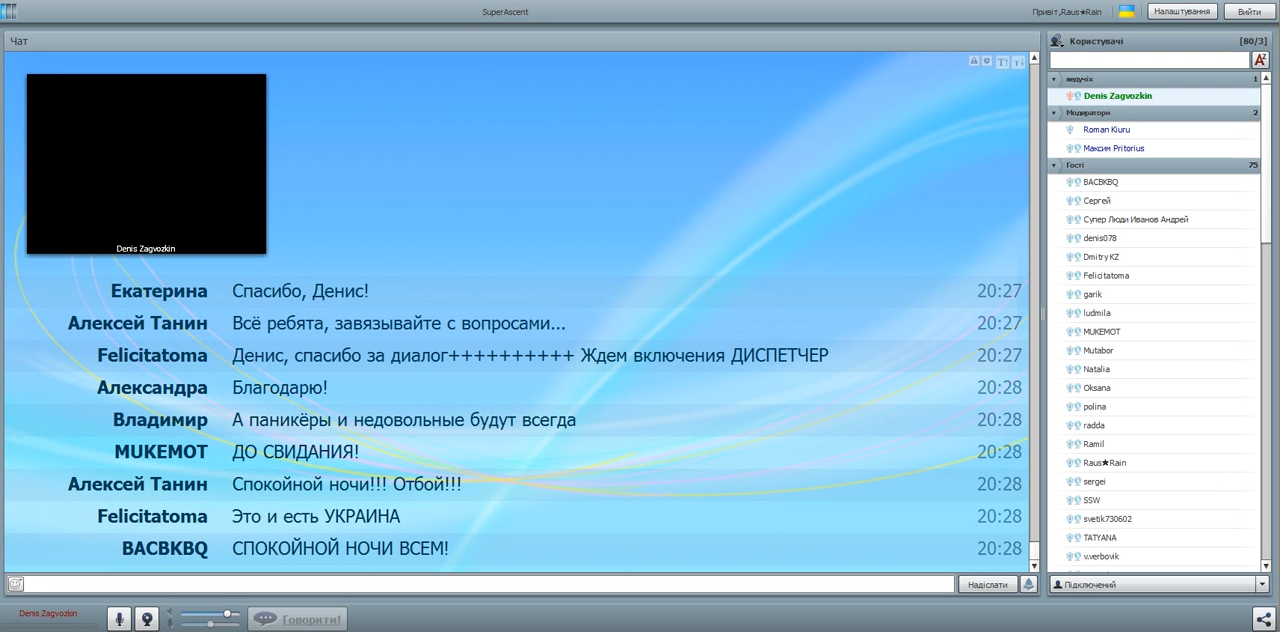 SuperAscent
Привіт,Raus★Rain
Налаштування
Вийти
Чат
Denis Zagvozkin
Екатерина Спасибо, Денис! 20:27
Алексей Танин Всё ребята, завязывайте с вопросами... 20:27
Felicitatoma Денис, спасибо за диалог++++++++++ Ждем включения ДИСПЕТЧЕР 20:27
Александра Благодарю! 20:28
Владимир А паникёры и недовольные будут всегда 20:28
MUKEMOT ДО СВИДАНИЯ! 20:28
Алексей Танин Спокойной ночи!!! Отбой!!! 20:28
Felicitatoma Это и есть УКРАИНА 20:28
BACBKBQ СПОКОЙНОЙ НОЧИ ВСЕМ! 20:28
Надіслати
Користувачі [80/3]
ведучіх 1
Denis Zagvozkin
Модератори 2
Roman Kiuru
Максим Pritorius
Гості 75
BACBKBQ
Сергей
Супер Люди Иванов Андрей
denis078
Dmitry KZ
Felicitatoma
garik
ludmila
MUKEMOT
Mutabor
Natalia
Oksana
polina
radda
Ramil
Raus★Rain
sergei
SSW
svetik730602
TATYANA
v.verbovik
Підключений
Denis Zagvozkin
Говорити!